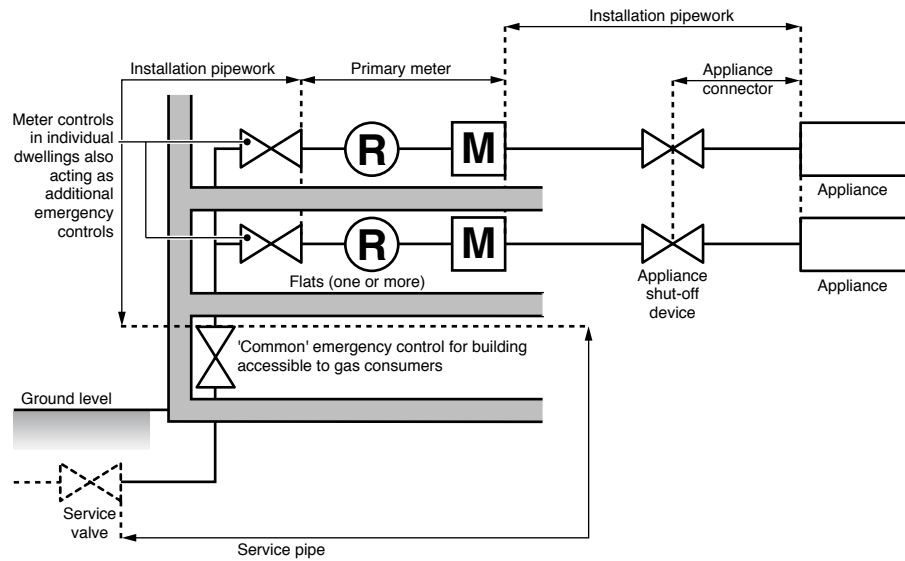 Installation pipework
Installation pipework
Primary meter
Appliance
connector
Meter controls
in individual
dwellings also
acting as
additional
emergency
controls
R
M
Appliance
R
M
Flats (one or more)
Appliance
shut-off
device
Appliance
'Common' emergency control for building
accessible to gas consumers
Ground level
Service
valve
Service pipe